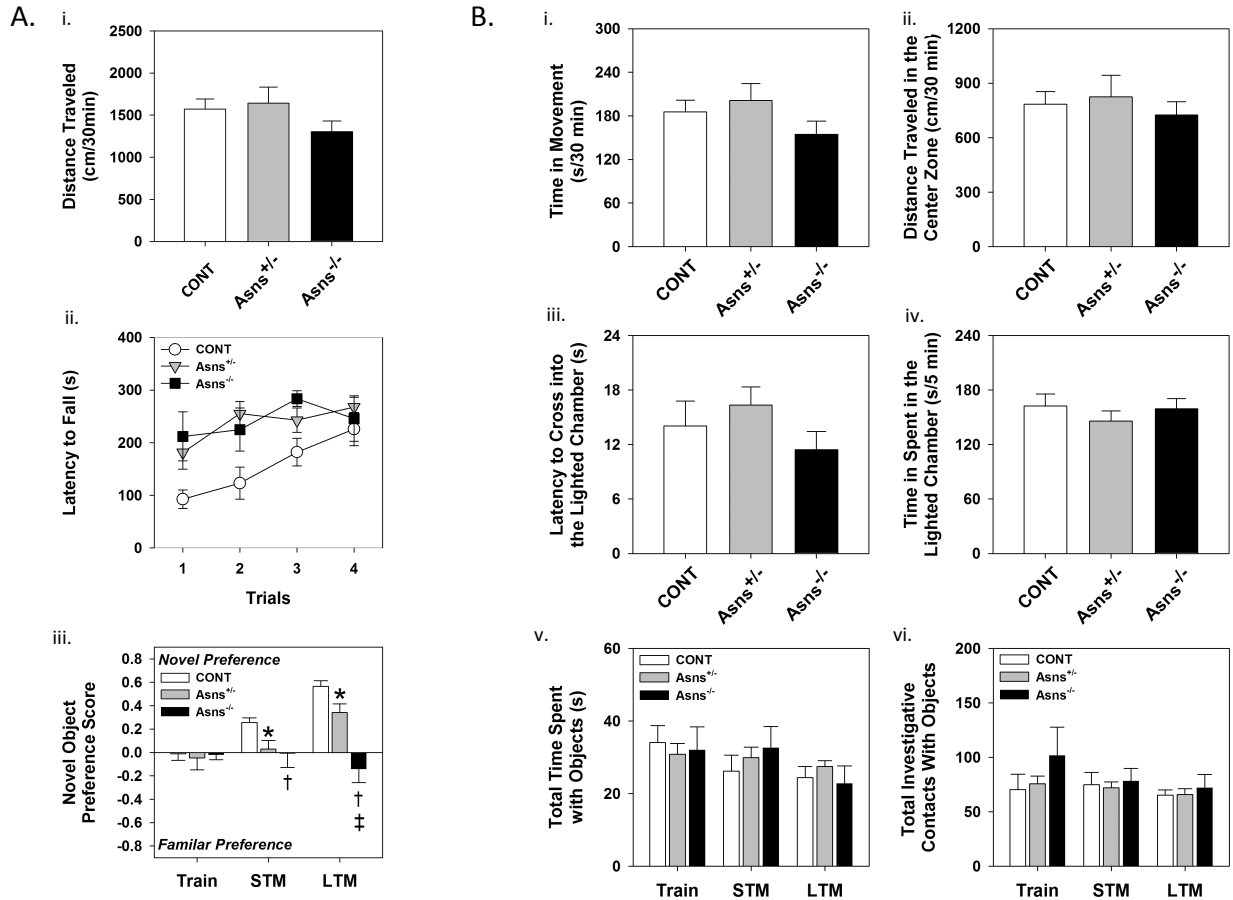 A.
i.
Distance Traveled
(cm/30min)
2500
2000
1500
1000
500
0
CONT
Asns+/-
Asns-/-
ii.
Latency to Fall (s)
400
300
200
100
0
CONT
Asns+/-
Asns-/-
1 2 3 4
Trials
iii.
Novel Object
Preference Score
0.8
0.6
0.4
0.2
0.0
-0.2
-0.4
-0.6
-0.8
Novel Preference
CONT
Asns+/-
Asns-/-
*
*
†
†
‡
Familar Preference
Train STM LTM
B.
i.
Time in Movement
(s/30 min)
300
240
180
120
60
0
CONT
Asns+/-
Asns-/-
ii.
Distance Traveled in the
Center Zone (cm/30 min)
1200
900
600
300
0
CONT
Asns+/-
Asns-/-
iii.
Latency to Cross into
the Lighted Chamber (s)
24
18
12
6
0
CONT
Asns+/-
Asns-/-
iv.
Time in Spent in the
Lighted Chamber (s/5 min)
240
180
120
60
0
CONT
Asns+/-
Asns-/-
v.
Total Time Spent
with Objects (s)
60
40
20
0
CONT
Asns+/-
Asns-/-
Train STM LTM
vi.
Total Investigative
Contacts With Objects
200
150
100
50
0
CONT
Asns+/-
Asns-/-
Train STM LTM